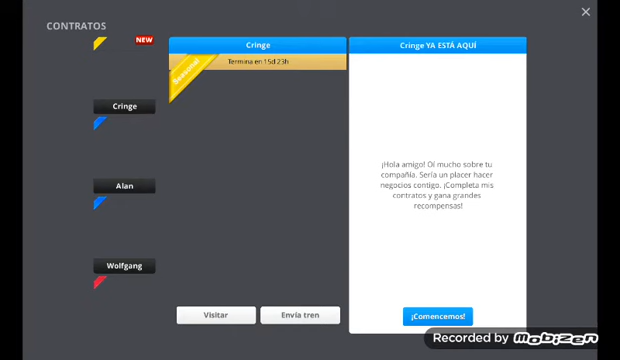 CONTRATOS
NEW
Cringe
Alan
Wolfgang
Cringe
Seasonal
Termina en 15d 23h
Visitar
Envía tren
Cringe YA ESTÁ AQUÍ
¡Hola amigo! Oí mucho sobre tu
compañía. Sería un placer hacer
negocios contigo. ¡Completa mis
contratos y gana grandes
recompensas!
¡Comencemos!
Recorded by mobizen